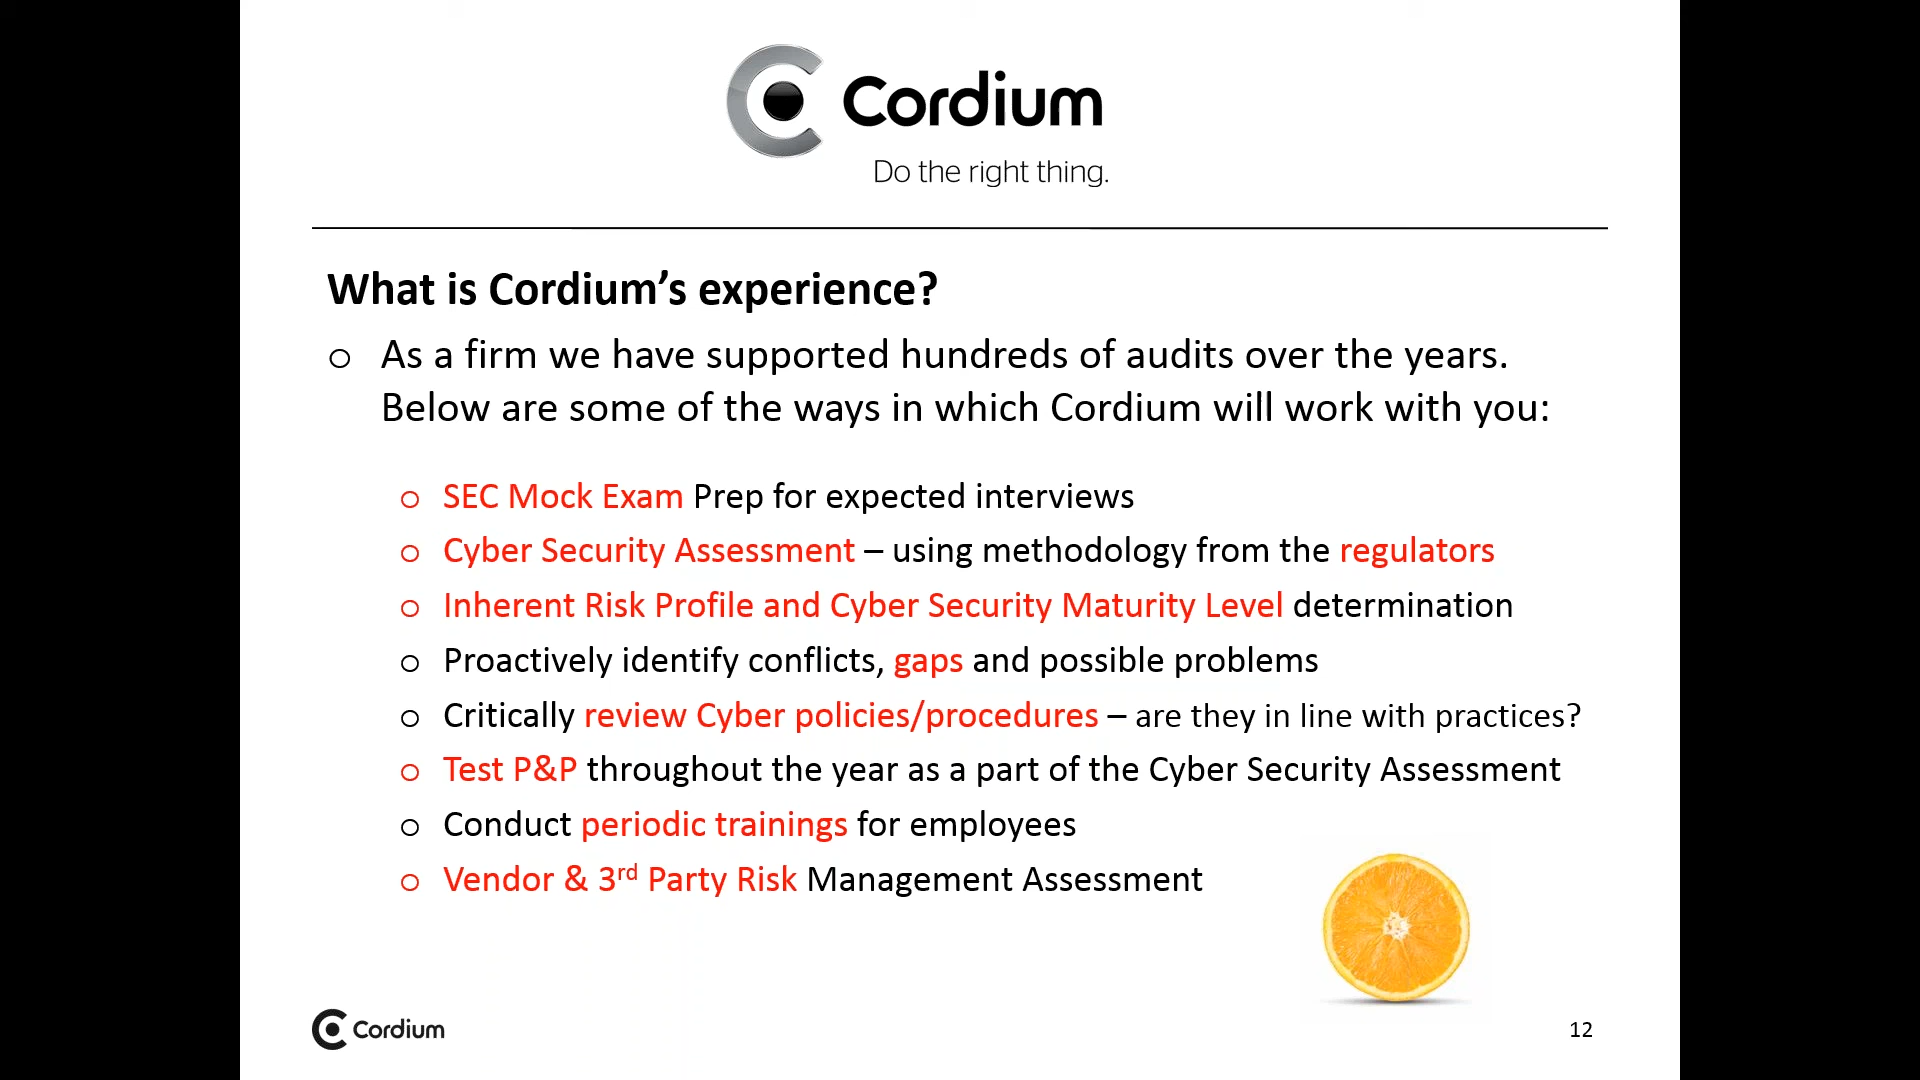 Cordium
Do the right thing.
What is Cordium’s experience?
o As a firm we have supported hundreds of audits over the years.
Below are some of the ways in which Cordium will work with you:
o SEC Mock Exam Prep for expected interviews
o Cyber Security Assessment – using methodology from the regulators
o Inherent Risk Profile and Cyber Security Maturity Level determination
o Proactively identify conflicts, gaps and possible problems
o Critically review Cyber policies/procedures – are they in line with practices?
o Test P&P throughout the year as a part of the Cyber Security Assessment
o Conduct periodic trainings for employees
o Vendor & 3rd Party Risk Management Assessment
Cordium
12